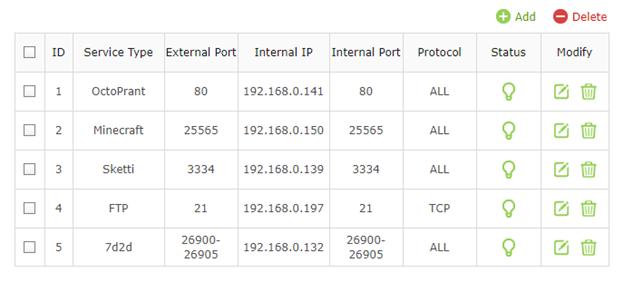 Add Delete
ID Service Type External Port Internal IP Internal Port Protocol Status Modify
1 OctoPrant 80 192.168.0.141 80 ALL
2 Minecraft 25565 192.168.0.150 25565 ALL
3 Sketti 3334 192.168.0.139 3334 ALL
4 FTP 21 192.168.0.197 21 TCP
5 7d2d 26900-26905 192.168.0.132 26900-26905 ALL